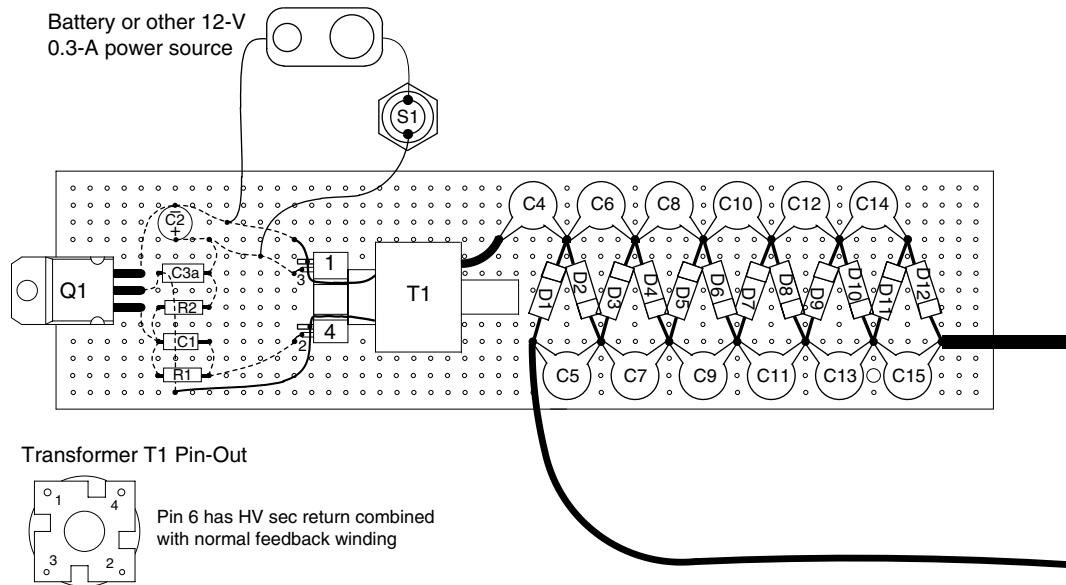 Battery or other 12-V
0.3-A power source
S1
C4 C6 C8 C10 C12 C14
C2
+
Q1
C3a
R2
C1
R1
1
3
4
2
T1
D1 D2 D3 D4 D5 D6 D7 D8 D9 D10 D11 D12
C5 C7 C9 C11 C13 C15
Transformer T1 Pin-Out
1
4
3
2
Pin 6 has HV sec return combined
with normal feedback winding